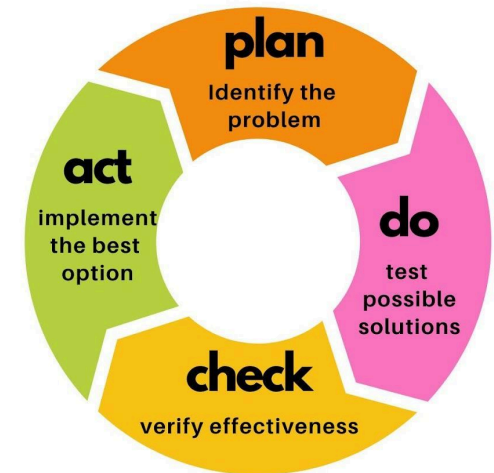 plan
Identify the
problem
do
test
possible
solutions
check
verify effectiveness
act
implement
the best
option